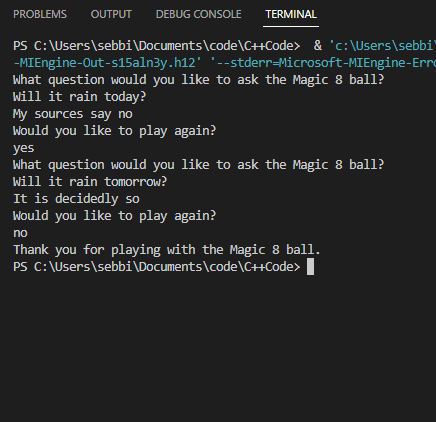 PROBLEMS OUTPUT DEBUG CONSOLE TERMINAL
PS C:\Users\sebbi\Documents\code\C++Code>  & 'c:\Users\sebbi\
-MIEngine-Out-s15aln3y.h12' '--stderr=Microsoft-MIEngine-Erro
What question would you like to ask the Magic 8 ball?
Will it rain today?
My sources say no
Would you like to play again?
yes
What question would you like to ask the Magic 8 ball?
Will it rain tomorrow?
It is decidedly so
Would you like to play again?
no
Thank you for playing with the Magic 8 ball.
PS C:\Users\sebbi\Documents\code\C++Code>